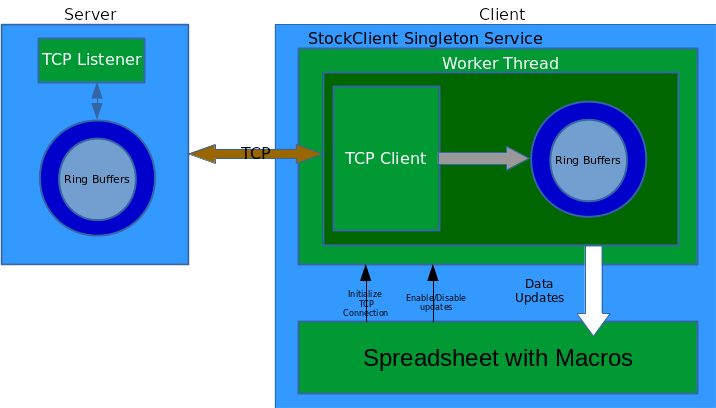 Server
Client
StockClient Singleton Service
TCP Listener
Worker Thread
TCP
TCP Client
Ring Buffers
Ring Buffers
Initialize
TCP
Connection
Enable/Disable
updates
Data
Updates
Spreadsheet with Macros